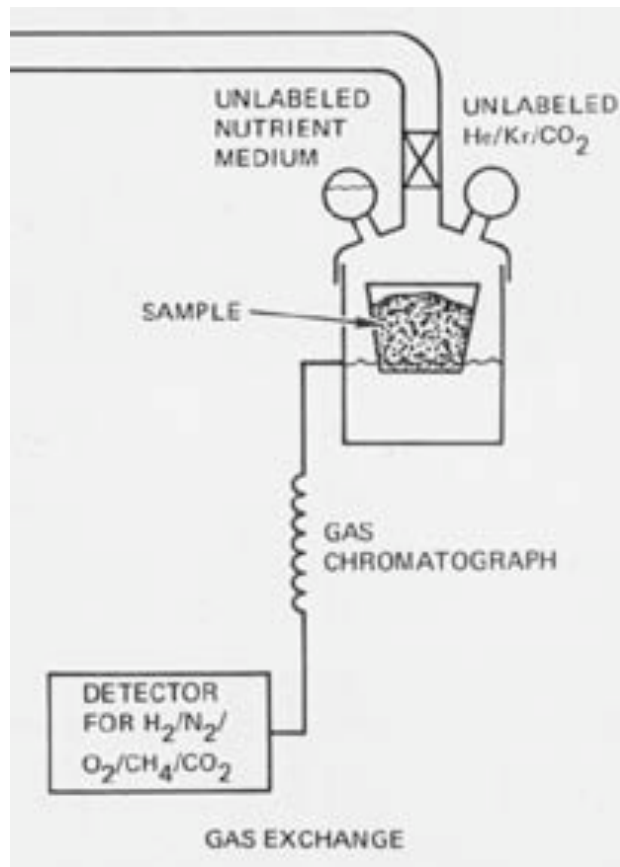 UNLABELED
NUTRIENT
MEDIUM
UNLABELED
He/Kr/CO2
SAMPLE
GAS
CHROMATOGRAPH
DETECTOR
FOR H2/N2/
O2/CH4/CO2
GAS EXCHANGE